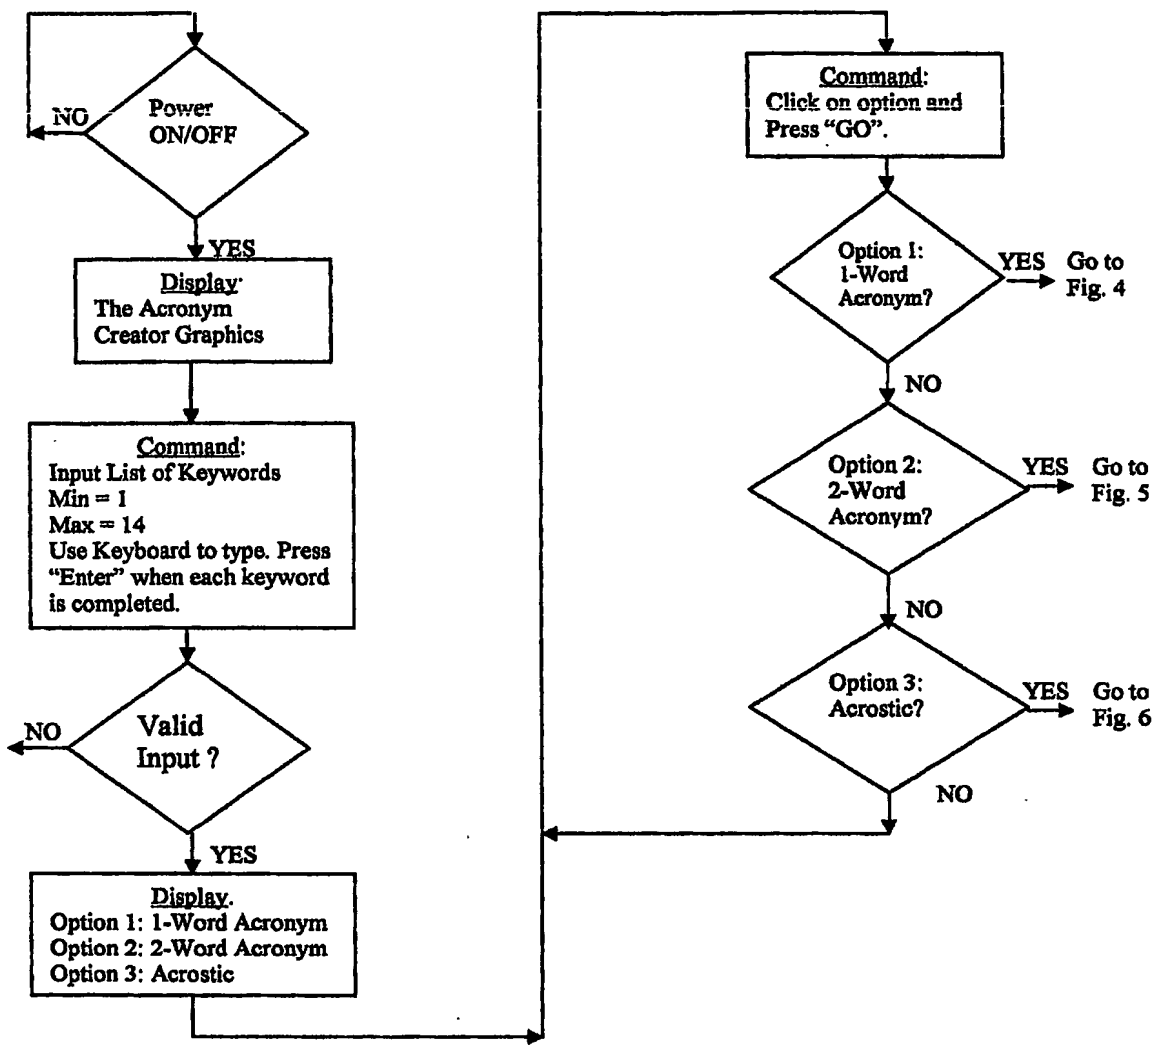 NO
Power
ON/OFF
YES
Display:
The Acronym
Creator Graphics
Command:
Input List of Keywords
Min = 1
Max = 14
Use Keyboard to type. Press
“Enter” when each keyword
is completed.
NO
Valid
Input ?
YES
Display.
Option 1: 1-Word Acronym
Option 2: 2-Word Acronym
Option 3: Acrostic
Command:
Click on option and
Press “GO”.
Option 1:
1-Word
Acronym?
YES
Go to
Fig. 4
NO
Option 2:
2-Word
Acronym?
YES
Go to
Fig. 5
NO
Option 3:
Acrostic?
YES
Go to
Fig. 6
NO